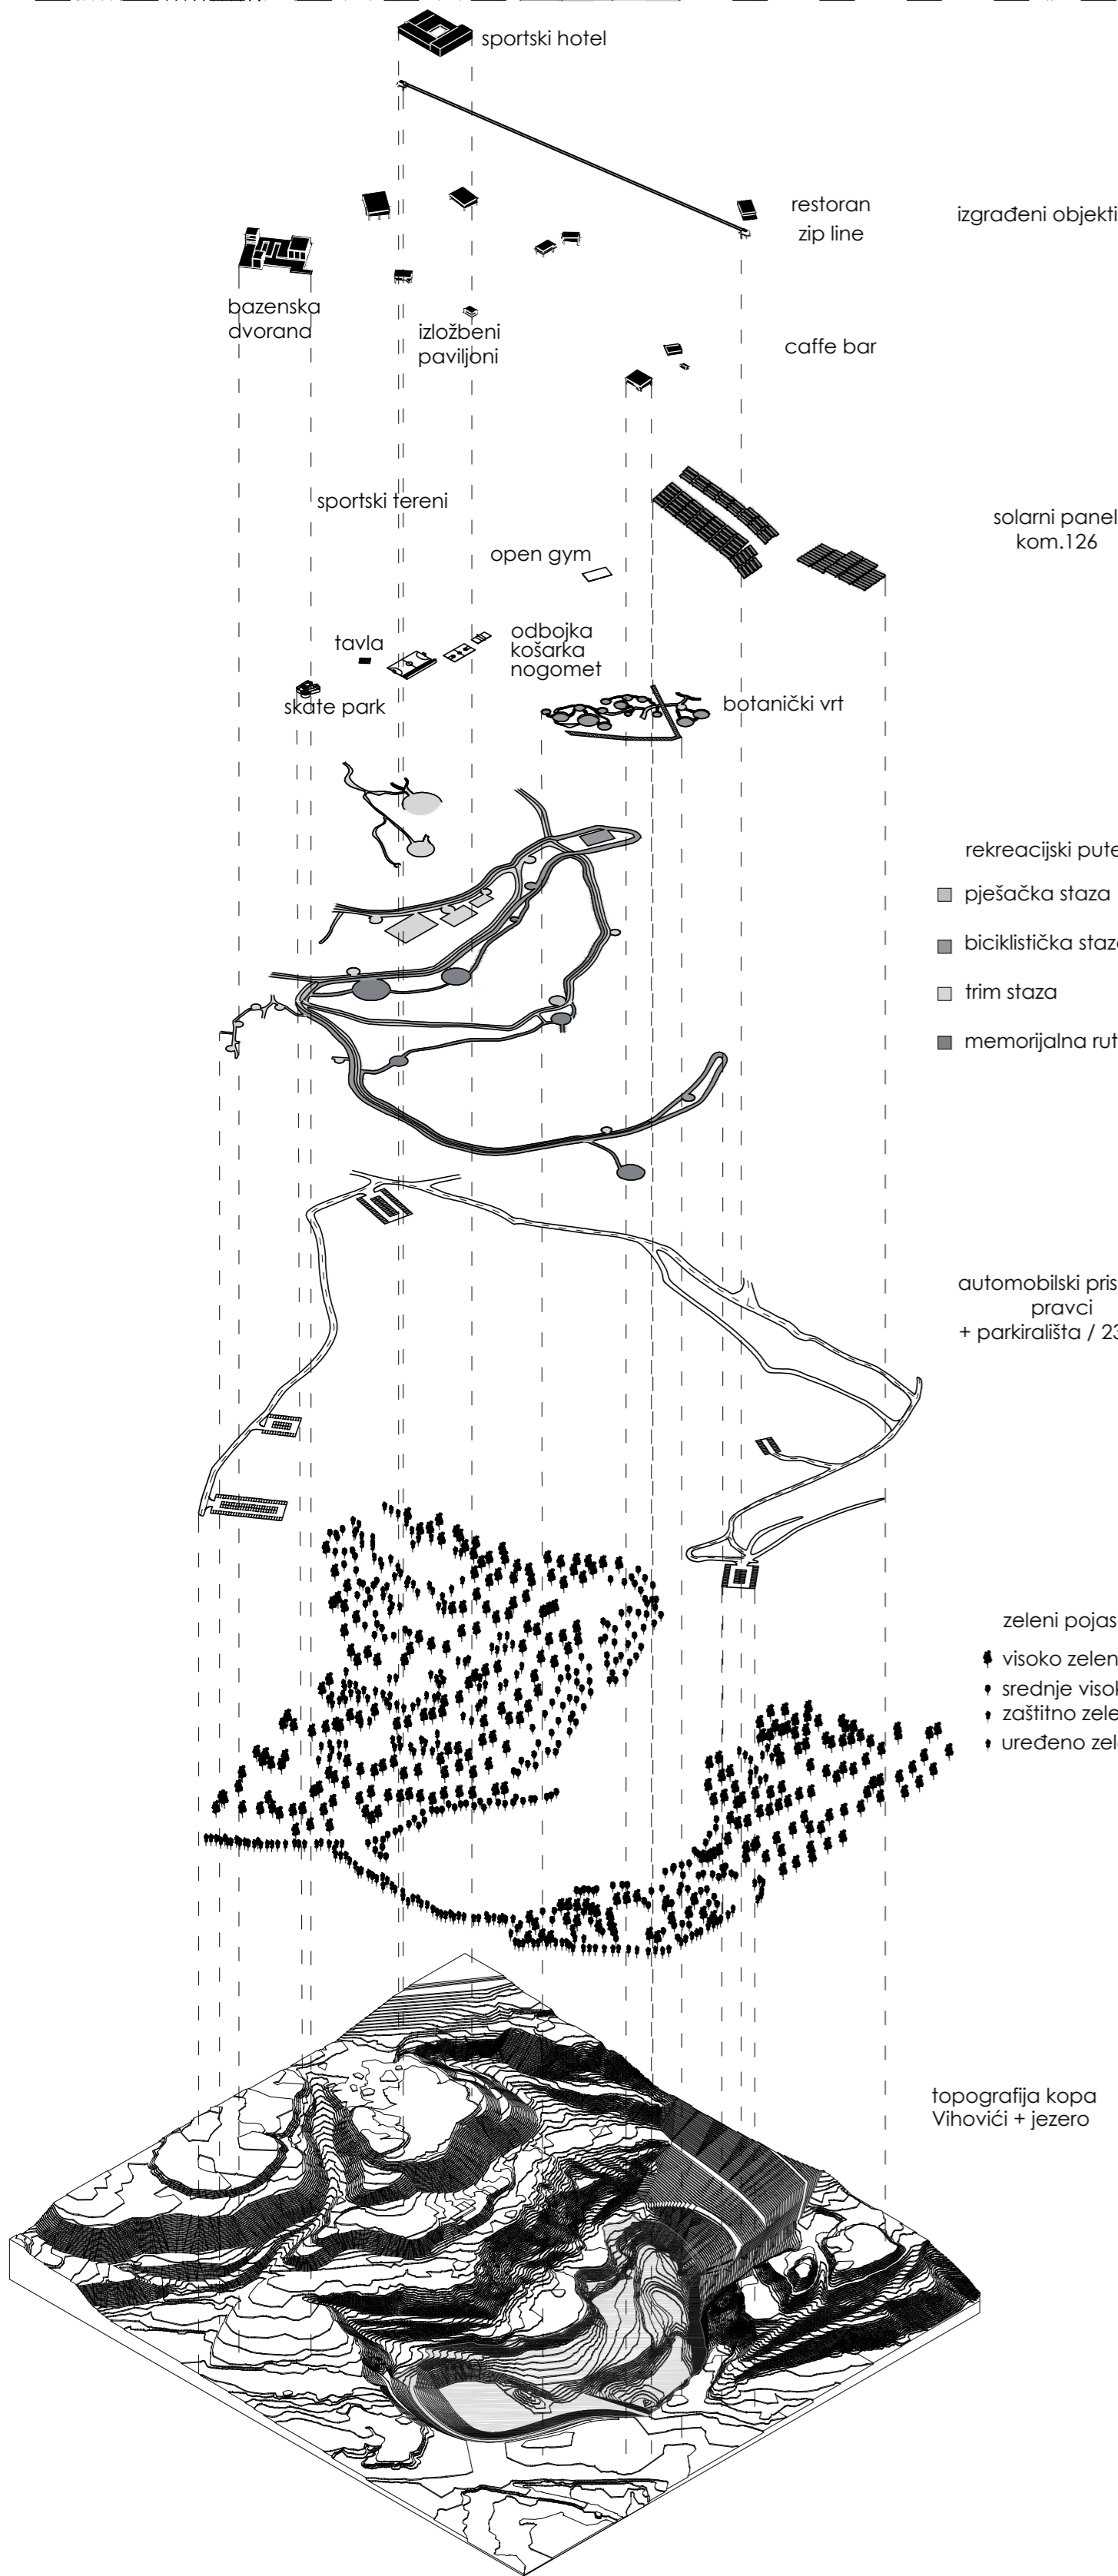 sportski hotel
restoran
zip line
izgrađeni objekti
bazenska
dvorana
izložbeni
paviljoni
caffe bar
sportski tereni
solarni panel
kom.126
open gym
tavla
odbojka
košarka
nogomet
skate park
botanički vrt
rekreacijski pute
pješačka staza
biciklistička staza
trim staza
memorijalna rut
automobilski pris
pravci
+ parkirališta / 23
zeleni pojas
visoko zelen
srednje visok
zaštitno zele
uređeno zel
topografija kopa
Vihovići + jezero